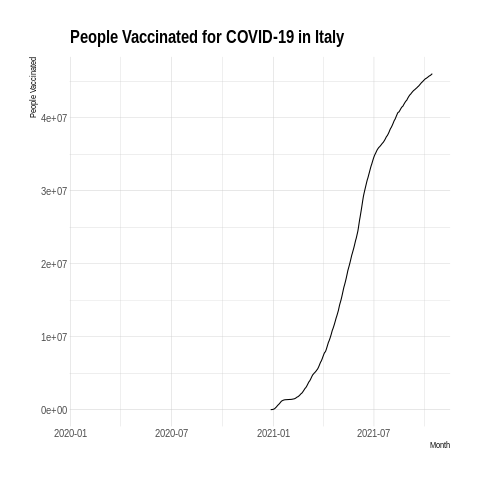 People Vaccinated for COVID-19 in Italy
People Vaccinated
4e+07
3e+07
2e+07
1e+07
0e+00
2020-01 2020-07 2021-01 2021-07
Month